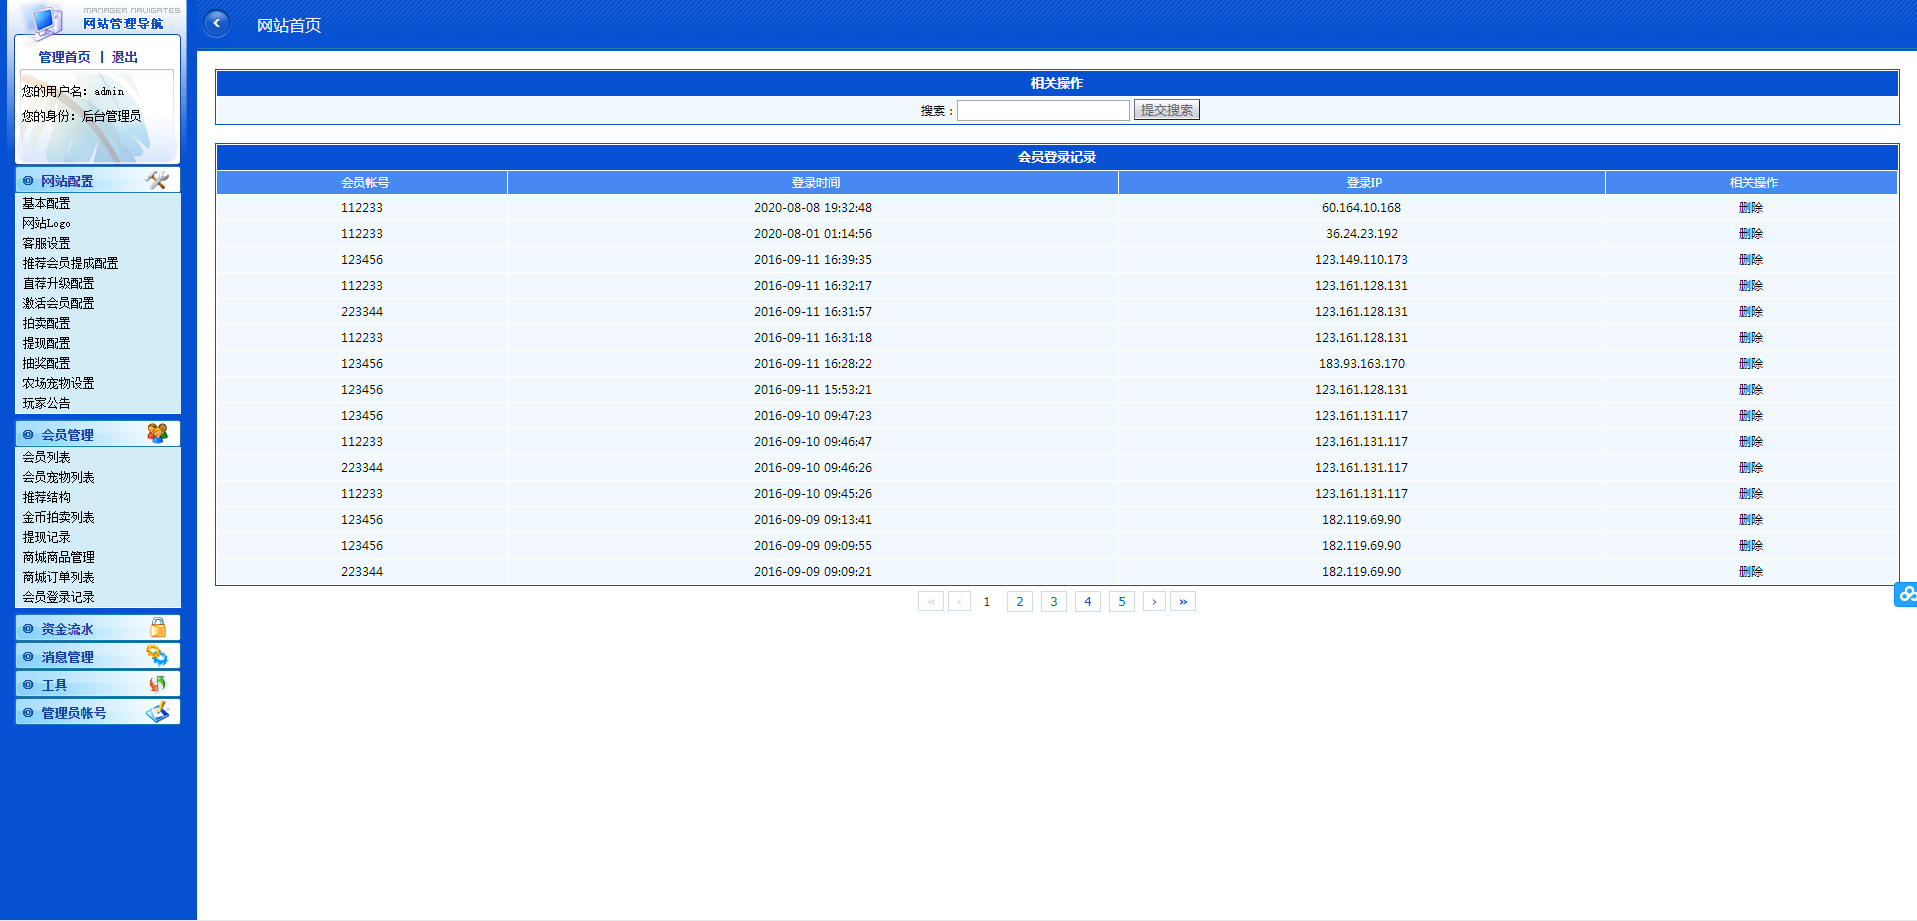 MANAGER NAVIGATES
网站管理导航
管理首页 | 退出
您的用户名：admin
您的身份：后台管理员
网站配置
基本配置
网站Logo
客服设置
推荐会员提成配置
直荐升级配置
激活会员配置
拍卖配置
提现配置
抽奖配置
农场宠物设置
玩家公告
会员管理
会员列表
会员宠物列表
推荐结构
金币拍卖列表
提现记录
商城商品管理
商城订单列表
会员登录记录
资金流水
消息管理
工具
管理员帐号
网站首页
相关操作
搜索： 提交搜索
会员登录记录
会员帐号 登录时间 登录IP 相关操作
112233 2020-08-08 19:32:48 60.164.10.168 删除
112233 2020-08-01 01:14:56 36.24.23.192 删除
123456 2016-09-11 16:39:35 123.149.110.173 删除
112233 2016-09-11 16:32:17 123.161.128.131 删除
223344 2016-09-11 16:31:57 123.161.128.131 删除
112233 2016-09-11 16:31:18 123.161.128.131 删除
123456 2016-09-11 16:28:22 183.93.163.170 删除
123456 2016-09-11 15:53:21 123.161.128.131 删除
123456 2016-09-10 09:47:23 123.161.131.117 删除
112233 2016-09-10 09:46:47 123.161.131.117 删除
223344 2016-09-10 09:46:26 123.161.131.117 删除
112233 2016-09-10 09:45:26 123.161.131.117 删除
123456 2016-09-09 09:13:41 182.119.69.90 删除
123456 2016-09-09 09:09:55 182.119.69.90 删除
223344 2016-09-09 09:09:21 182.119.69.90 删除
« ‹ 1 2 3 4 5 › »